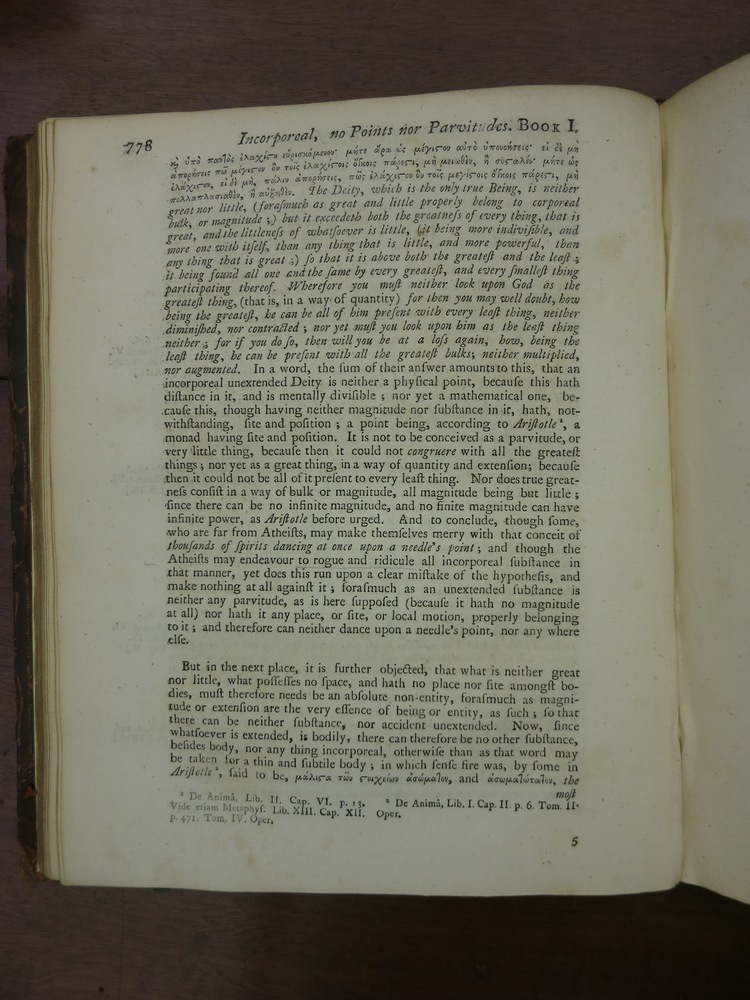 778
Incorporeal, no Points nor Parvitudes. BOOK I.
ὑπὸ παντὸς ἐλαχίςῳ εὑρισκόμενον· μήτε ἄρα ὡς μέγιςον αὐτὸ ὑπονοήσεις· εἰ δὲ μὴ
ἀπορήσεις πῶ μέγιςον ὂν τοῖς ἐλαχίςοις ὄγκοις πάρεςι, μὴ μειωθὲν, ἢ συςαλέν· μήτε ὡς
ἐλάχιςον, εἰ δὲ μὴ, πάλιν ἀπορήσεις, πῶς ἐλάχιςον ὂν τοῖς μεγίςοις ὄγκοις πάρεςι, μὴ
πολλαπλασιαθὲν, ἢ αὐξηθέν. The Deity, which is the only true Being, is neither
great nor little, (foraſmuch as great and little properly belong to corporeal
bulk, or magnitude ;) but it exceedeth both the greatneſs of every thing, that is
great, and the littleneſs of whatſoever is little, (it being more indiviſible, and
more one with itſelf, than any thing that is little, and more powerful, than
any thing that is great ;) ſo that it is above both the greateſt and the leaſt ;
it being found all one and the ſame by every greateſt, and every ſmalleſt thing
participating thereof. Wherefore you muſt neither look upon God as the
greateſt thing, (that is, in a way of quantity) for then you may well doubt, how
being the greateſt, he can be all of him preſent with every leaſt thing, neither
diminiſhed, nor contracted ; nor yet muſt you look upon him as the leaſt thing
neither ; for if you do ſo, then will you be at a loſs again, how, being the
leaſt thing, he can be preſent with all the greateſt bulks, neither multiplied,
nor augmented. In a word, the ſum of their anſwer amounts to this, that an
incorporeal unextended Deity is neither a phyſical point, becauſe this hath
diſtance in it, and is mentally diviſible ; nor yet a mathematical one, be-
cauſe this, though having neither magnitude nor ſubſtance in it, hath, not-
withſtanding, ſite and poſition ; a point being, according to Ariſtotle ¹, a
monad having ſite and poſition. It is not to be conceived as a parvitude, or
very little thing, becauſe then it could not congruere with all the greateſt
things ; nor yet as a great thing, in a way of quantity and extenſion; becauſe
then it could not be all of it preſent to every leaſt thing. Nor does true great-
neſs conſiſt in a way of bulk or magnitude, all magnitude being but little ;
ſince there can be no infinite magnitude, and no finite magnitude can have
infinite power, as Ariſtotle before urged. And to conclude, though ſome,
who are far from Atheiſts, may make themſelves merry with that conceit of
thouſands of ſpirits dancing at once upon a needle's point ; and though the
Atheiſts may endeavour to rogue and ridicule all incorporeal ſubſtance in
that manner, yet does this run upon a clear miſtake of the hypotheſis, and
make nothing at all againſt it ; foraſmuch as an unextended ſubſtance is
neither any parvitude, as is here ſuppoſed (becauſe it hath no magnitude
at all) nor hath it any place, or ſite, or local motion, properly belonging
to it ; and therefore can neither dance upon a needle's point, nor any where
elſe.
But in the next place, it is further objected, that what is neither great
nor little, what poſſeſſes no ſpace, and hath no place nor ſite amongſt bo-
dies, muſt therefore needs be an abſolute non-entity, foraſmuch as magni-
tude or extenſion are the very eſſence of being or entity, as ſuch ; ſo that
there can be neither ſubſtance, nor accident unextended. Now, ſince
whatſoever is extended, is bodily, there can therefore be no other ſubſtance,
beſides body, nor any thing incorporeal, otherwiſe than as that word may
be taken for a thin and ſubtile body ; in which ſenſe fire was, by ſome in
Ariſtotle ², ſaid to be, μάλιςα τῶν ςοιχείων ἀσώματον, and ἀσωματώτατον, the
moſt
¹ De Animâ, Lib. II. Cap. VI. p. 13.
Vide etiam Metaphyſ. Lib. XIII. Cap. XII.
p. 471. Tom. IV. Oper.
² De Animâ, Lib. I. Cap. II. p. 6. Tom. II.
Oper.
5